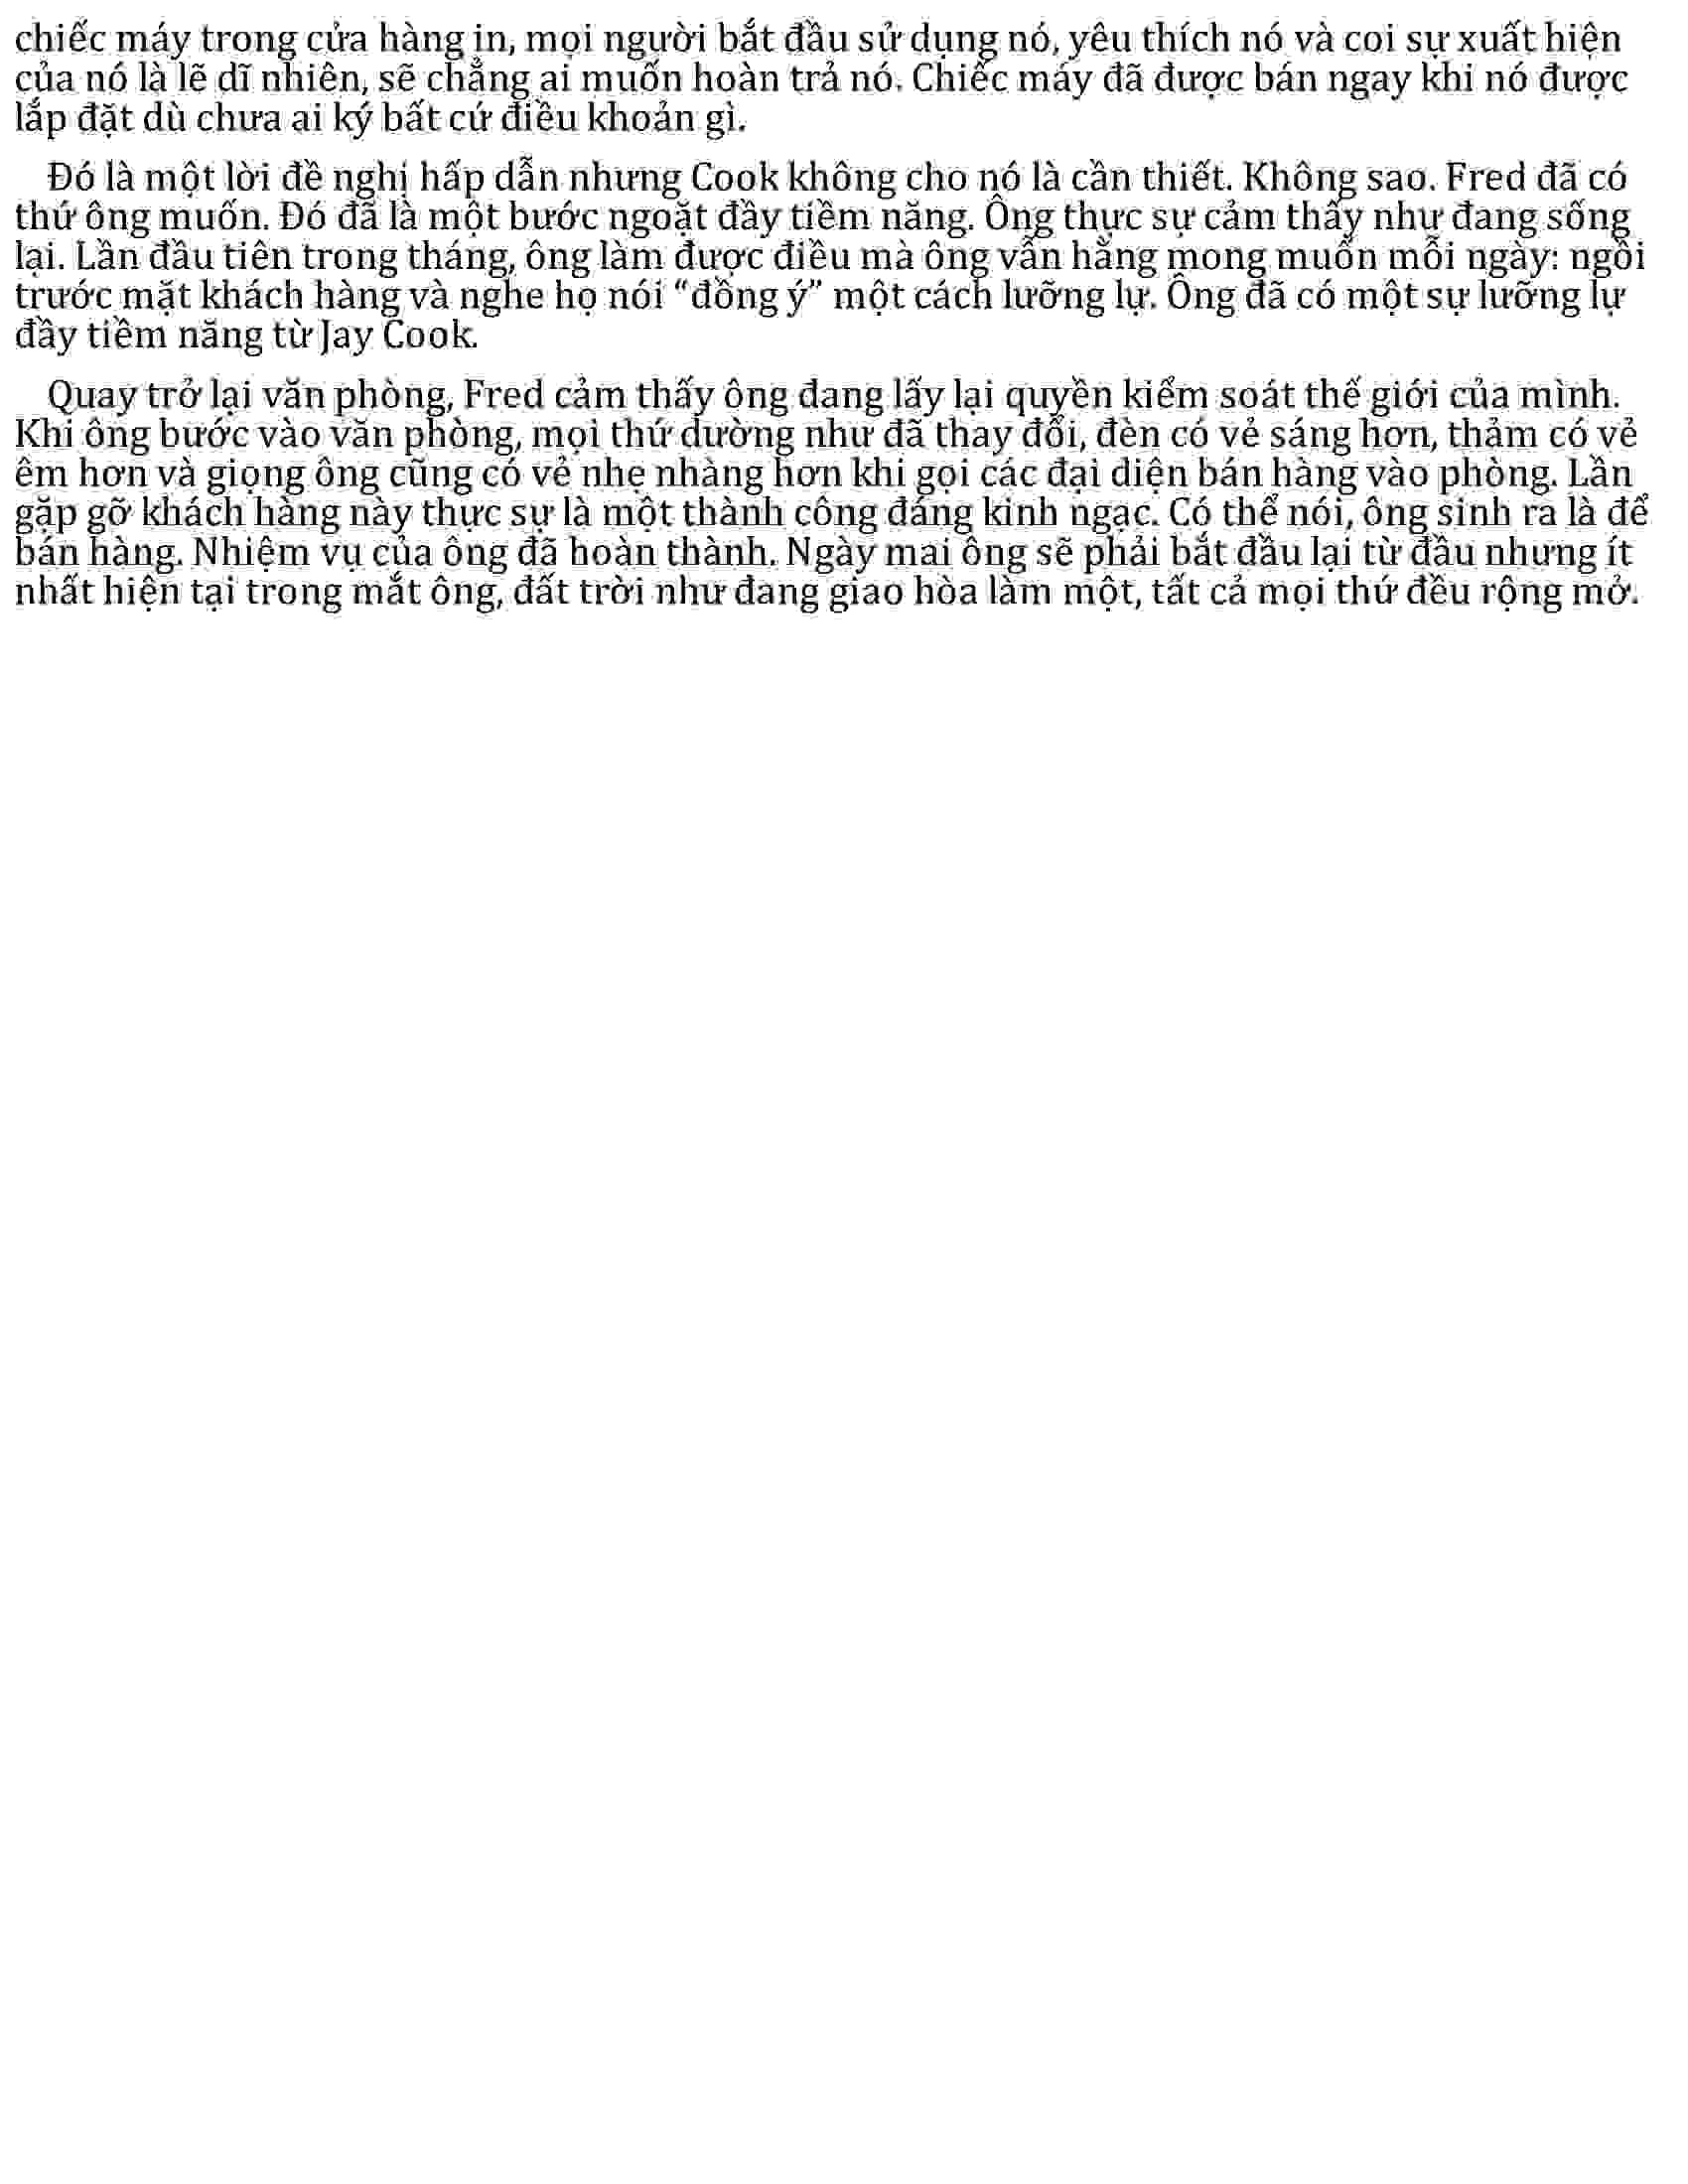 chiếc máy trong cửa hàng in, mọi người bắt đầu sử dụng nó, yêu thích nó và coi sự xuất hiện
của nó là lẽ dĩ nhiên, sẽ chẳng ai muốn hoàn trả nó. Chiếc máy đã được bán ngay khi nó được
lắp đặt dù chưa ai ký bất cứ điều khoản gì.
Đó là một lời đề nghị hấp dẫn nhưng Cook không cho nó là cần thiết. Không sao. Fred đã có
thứ ông muốn. Đó đã là một bước ngoặt đầy tiềm năng. Ông thực sự cảm thấy như đang sống
lại. Lần đầu tiên trong tháng, ông làm được điều mà ông vẫn hằng mong muốn mỗi ngày: ngồi
trước mặt khách hàng và nghe họ nói “đồng ý” một cách lưỡng lự. Ông đã có một sự lưỡng lự
đầy tiềm năng từ Jay Cook.
Quay trở lại văn phòng, Fred cảm thấy ông đang lấy lại quyền kiểm soát thế giới của mình.
Khi ông bước vào văn phòng, mọi thứ dường như đã thay đổi, đèn có vẻ sáng hơn, thảm có vẻ
êm hơn và giọng ông cũng có vẻ nhẹ nhàng hơn khi gọi các đại diện bán hàng vào phòng. Lần
gặp gỡ khách hàng này thực sự là một thành công đáng kinh ngạc. Có thể nói, ông sinh ra là để
bán hàng. Nhiệm vụ của ông đã hoàn thành. Ngày mai ông sẽ phải bắt đầu lại từ đầu nhưng ít
nhất hiện tại trong mắt ông, đất trời như đang giao hòa làm một, tất cả mọi thứ đều rộng mở.